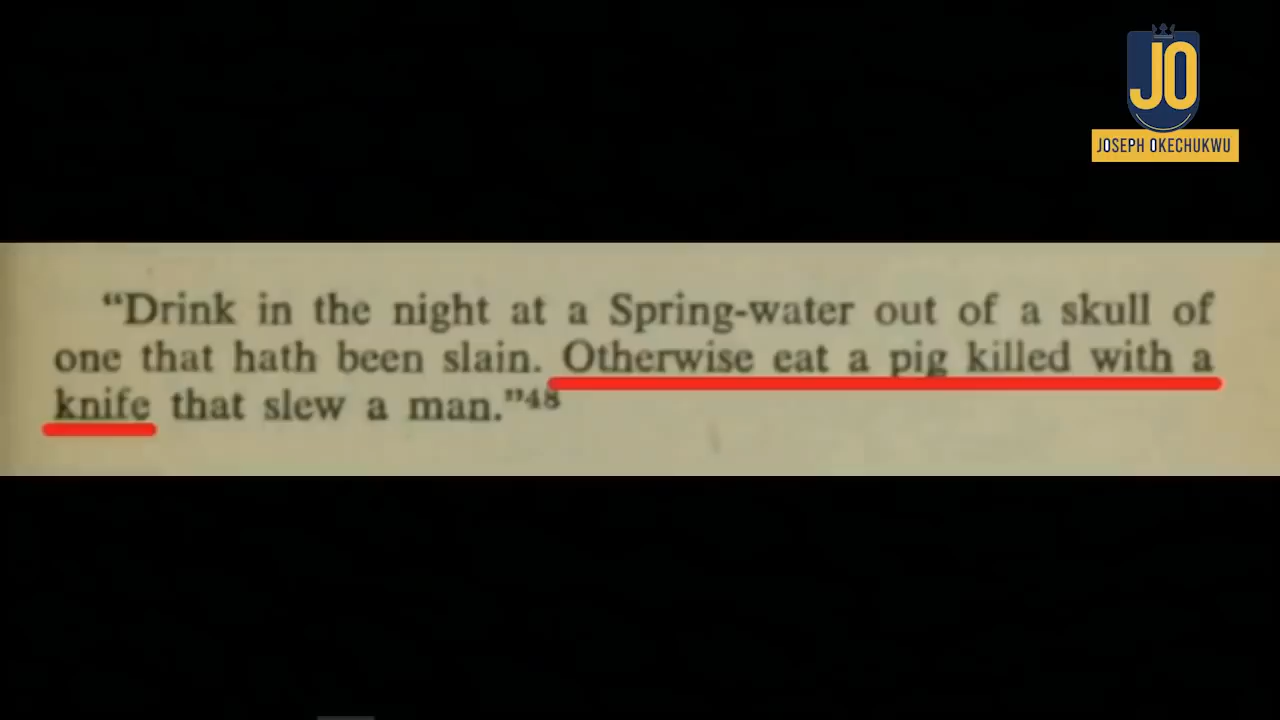 JO
JOSEPH OKECHUKWU
“Drink in the night at a Spring-water out of a skull of
one that hath been slain. Otherwise eat a pig killed with a
knife that slew a man.”48